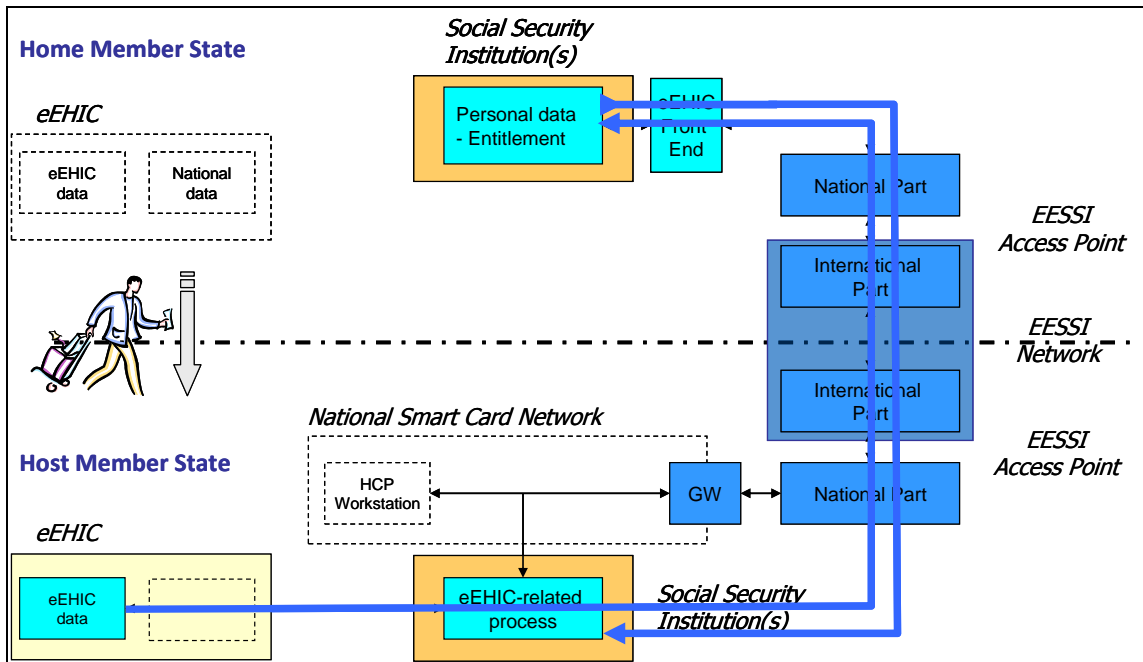 Home Member State
Social Security
Institution(s)
eEHIC
eEHIC
data
National
data
Personal data
- Entitlement
eEHIC
Front
End
National Part
EESSI
Access Point
International
Part
EESSI
Network
International
Part
EESSI
Access Point
National Smart Card Network
Host Member State
HCP
Workstation
GW
National Part
eEHIC
eEHIC
data
eEHIC-related
process
Social Security
Institution(s)